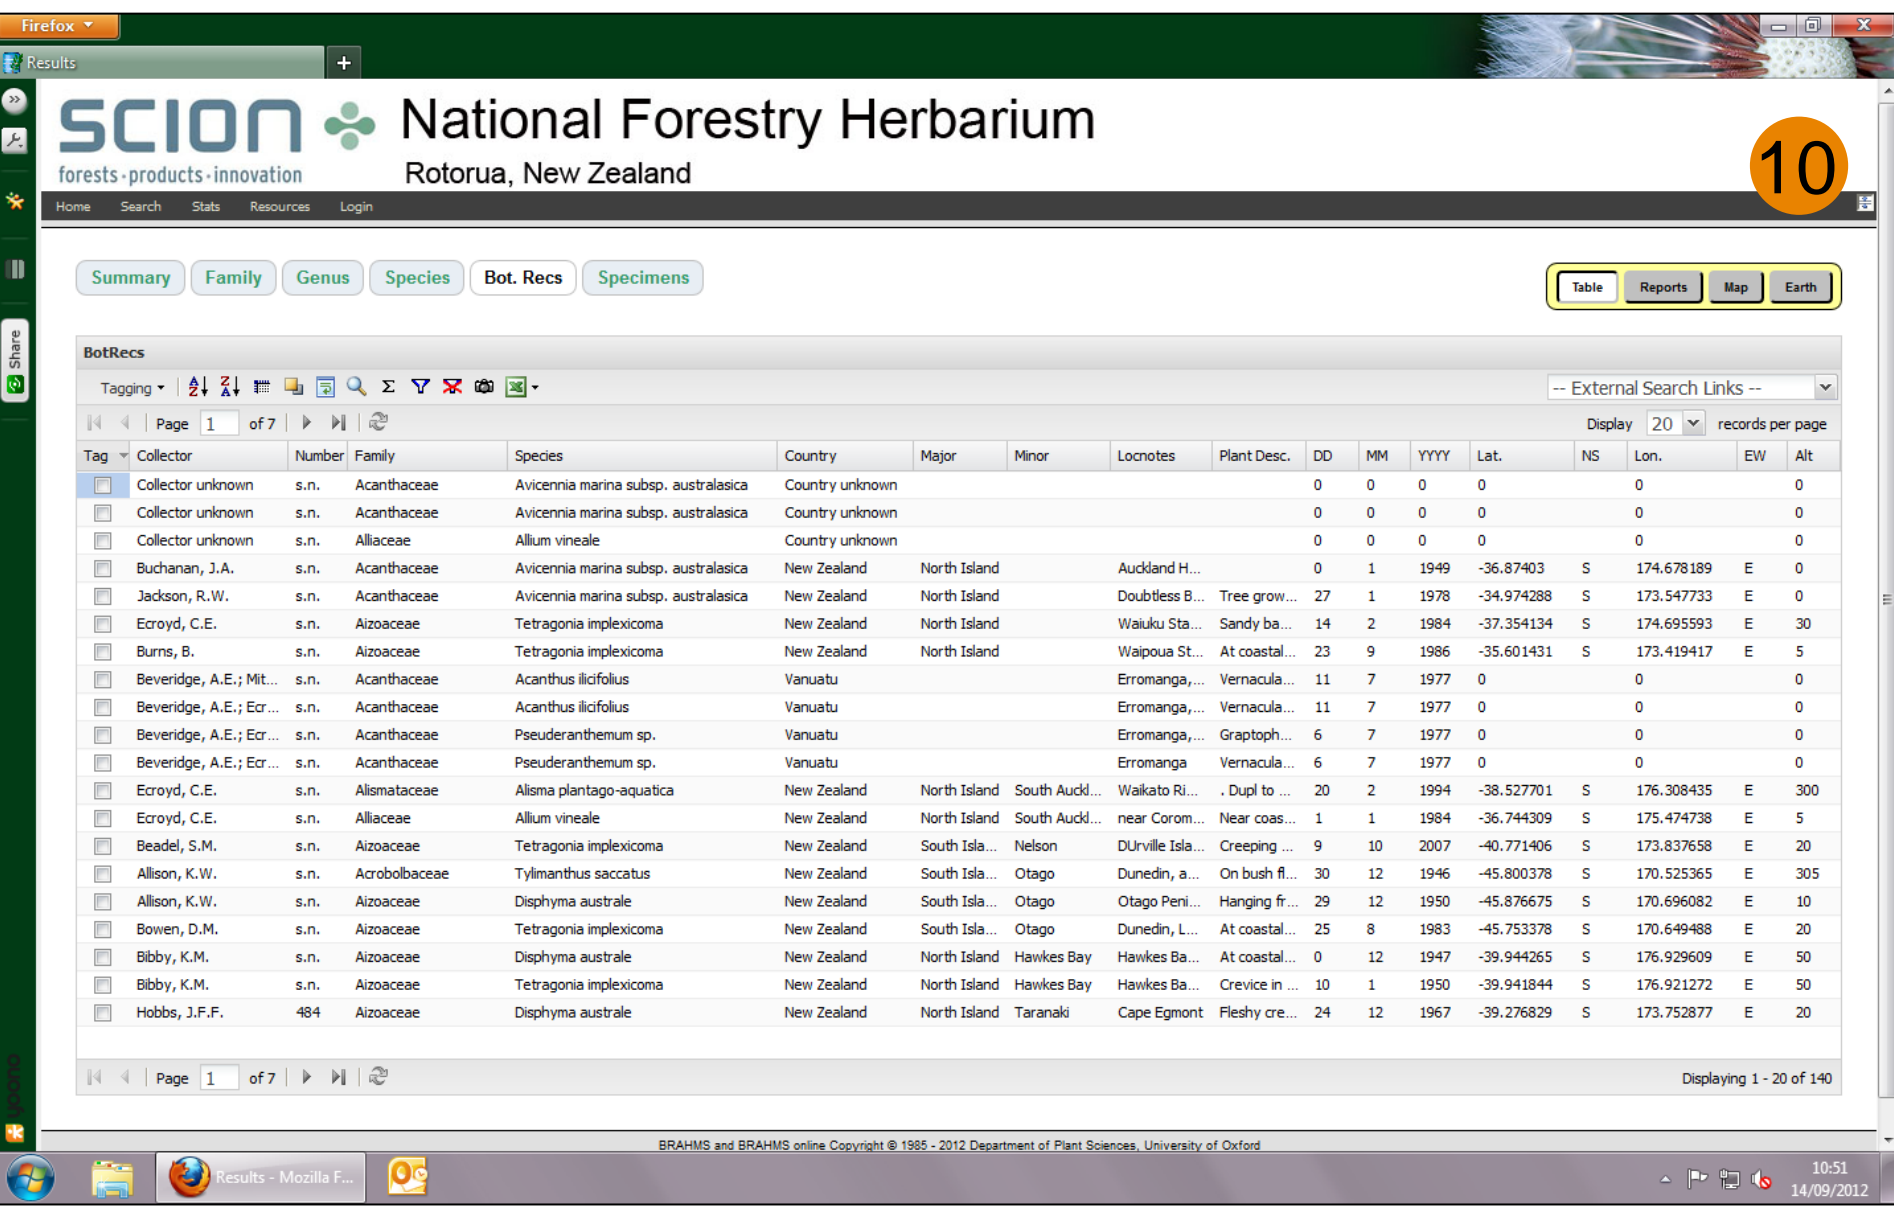 Firefox
Results
+
SCION National Forestry Herbarium
forests·products·innovation Rotorua, New Zealand
10
Home Search Stats Resources Login
Share
Summary Family Genus Species Bot. Recs Specimens
Table Reports Map Earth
BotRecs
Tagging -- External Search Links --
Page 1 of 7 Display 20 records per page
Tag Collector Number Family Species Country Major Minor Locnotes Plant Desc. DD MM YYYY Lat. NS Lon. EW Alt
Collector unknown s.n. Acanthaceae Avicennia marina subsp. australasica Country unknown 0 0 0 0 0 0
Collector unknown s.n. Acanthaceae Avicennia marina subsp. australasica Country unknown 0 0 0 0 0 0
Collector unknown s.n. Alliaceae Allium vineale Country unknown 0 0 0 0 0 0
Buchanan, J.A. s.n. Acanthaceae Avicennia marina subsp. australasica New Zealand North Island Auckland H... 0 1 1949 -36.87403 S 174.678189 E 0
Jackson, R.W. s.n. Acanthaceae Avicennia marina subsp. australasica New Zealand North Island Doubtless B... Tree grow... 27 1 1978 -34.974288 S 173.547733 E 0
Ecroyd, C.E. s.n. Aizoaceae Tetragonia implexicoma New Zealand North Island Waiuku Sta... Sandy ba... 14 2 1984 -37.354134 S 174.695593 E 30
Burns, B. s.n. Aizoaceae Tetragonia implexicoma New Zealand North Island Waipoua St... At coastal... 23 9 1986 -35.601431 S 173.419417 E 5
Beveridge, A.E.; Mit... s.n. Acanthaceae Acanthus ilicifolius Vanuatu Erromanga,... Vernacula... 11 7 1977 0 0 0
Beveridge, A.E.; Ecr... s.n. Acanthaceae Acanthus ilicifolius Vanuatu Erromanga,... Vernacula... 11 7 1977 0 0 0
Beveridge, A.E.; Ecr... s.n. Acanthaceae Pseuderanthemum sp. Vanuatu Erromanga,... Graptoph... 6 7 1977 0 0 0
Beveridge, A.E.; Ecr... s.n. Acanthaceae Pseuderanthemum sp. Vanuatu Erromanga Vernacula... 6 7 1977 0 0 0
Ecroyd, C.E. s.n. Alismataceae Alisma plantago-aquatica New Zealand North Island South Auckl... Waikato Ri... . Dupl to ... 20 2 1994 -38.527701 S 176.308435 E 300
Ecroyd, C.E. s.n. Alliaceae Allium vineale New Zealand North Island South Auckl... near Corom... Near coas... 1 1 1984 -36.744309 S 175.474738 E 5
Beadel, S.M. s.n. Aizoaceae Tetragonia implexicoma New Zealand South Isla... Nelson DUrville Isla... Creeping ... 9 10 2007 -40.771406 S 173.837658 E 20
Allison, K.W. s.n. Acrobolbaceae Tylimanthus saccatus New Zealand South Isla... Otago Dunedin, a... On bush fl... 30 12 1946 -45.800378 S 170.525365 E 305
Allison, K.W. s.n. Aizoaceae Disphyma australe New Zealand South Isla... Otago Otago Peni... Hanging fr... 29 12 1950 -45.876675 S 170.696082 E 10
Bowen, D.M. s.n. Aizoaceae Tetragonia implexicoma New Zealand South Isla... Otago Dunedin, L... At coastal... 25 8 1983 -45.753378 S 170.649488 E 20
Bibby, K.M. s.n. Aizoaceae Disphyma australe New Zealand North Island Hawkes Bay Hawkes Ba... At coastal... 0 12 1947 -39.944265 S 176.929609 E 50
Bibby, K.M. s.n. Aizoaceae Tetragonia implexicoma New Zealand North Island Hawkes Bay Hawkes Ba... Crevice in ... 10 1 1950 -39.941844 S 176.921272 E 50
Hobbs, J.F.F. 484 Aizoaceae Disphyma australe New Zealand North Island Taranaki Cape Egmont Fleshy cre... 24 12 1967 -39.276829 S 173.752877 E 20
Page 1 of 7 Displaying 1 - 20 of 140
yoono
BRAHMS and BRAHMS online Copyright © 1985 - 2012 Department of Plant Sciences, University of Oxford
Results - Mozilla F...
10:51
14/09/2012